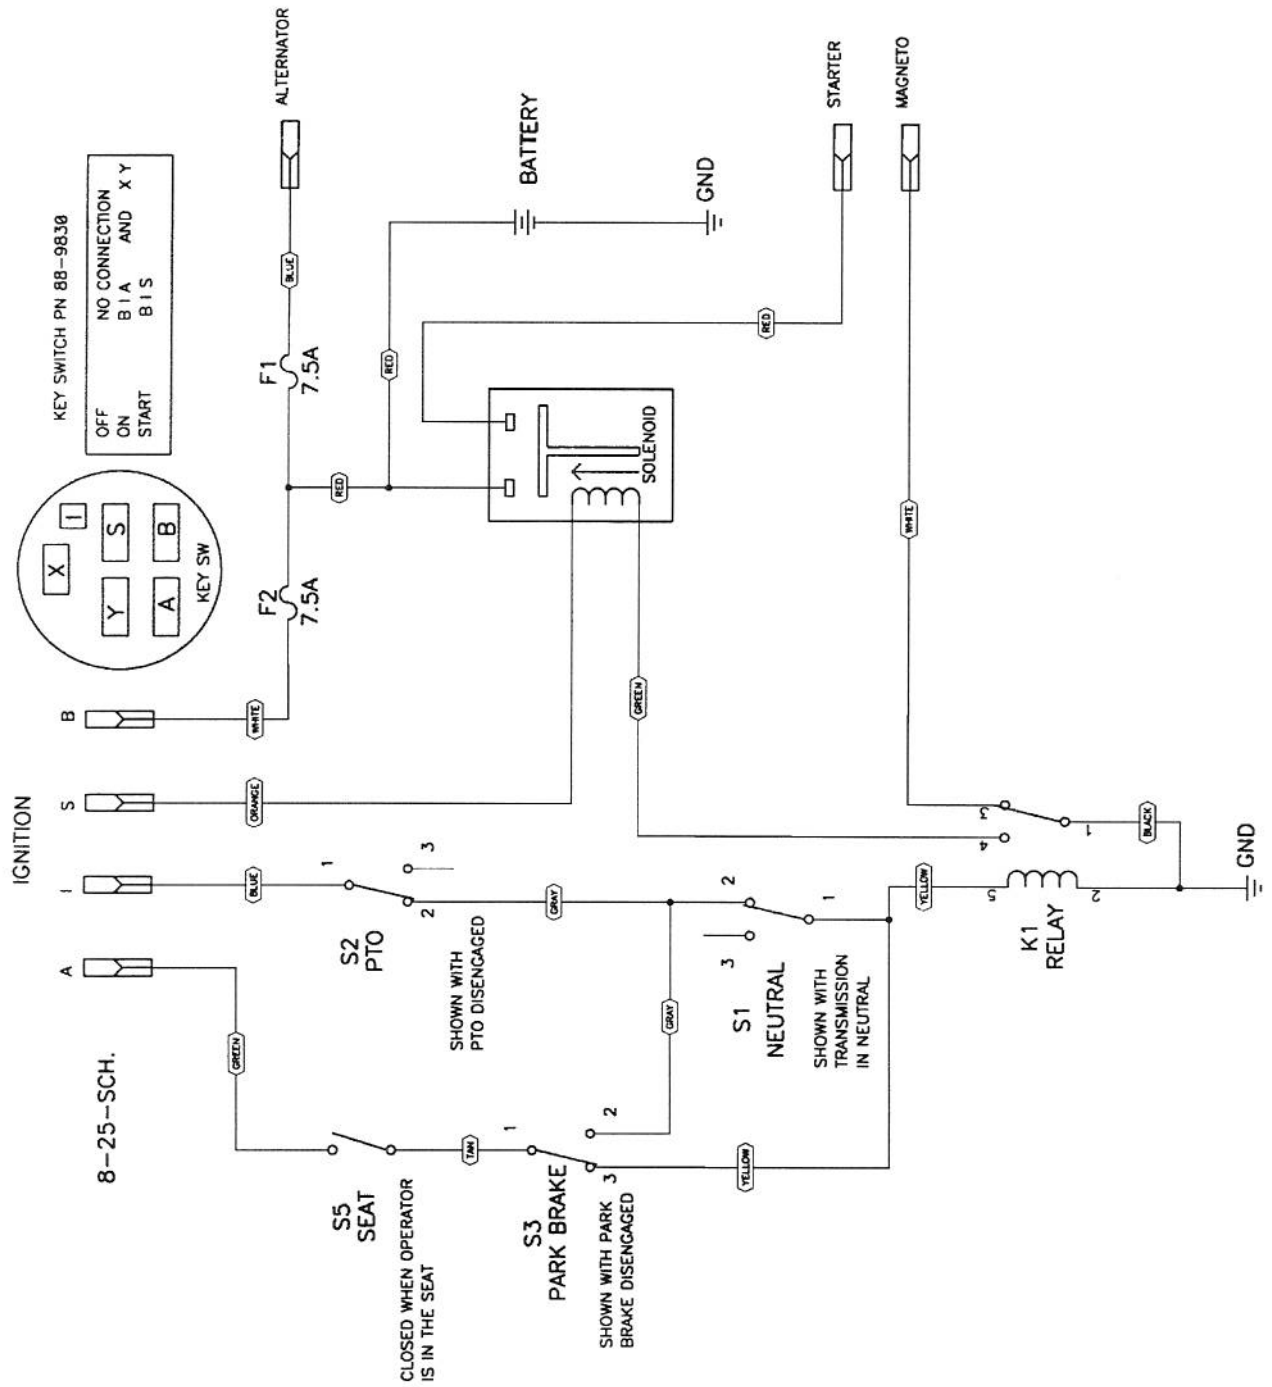 KEY SWITCH PN 88-9830
OFF NO CONNECTION
ON B I A AND X Y
START B I S
X
I
Y
S
A
B
KEY SW
IGNITION
A
I
S
B
8-25-SCH.
GREEN
BLUE
ORANGE
WHITE
F2
7.5A
F1
7.5A
BLUE
ALTERNATOR
RED
RED
BATTERY
GND
S5
SEAT
CLOSED WHEN OPERATOR
IS IN THE SEAT
TAN
S2
PTO
1
2
3
SHOWN WITH
PTO DISENGAGED
SOLENOID
S3
PARK BRAKE
1
2
3
SHOWN WITH PARK
BRAKE DISENGAGED
GRAY
GRAY
GREEN
RED
STARTER
YELLOW
S1
NEUTRAL
3
2
1
SHOWN WITH
TRANSMISSION
IN NEUTRAL
WHITE
MAGNETO
YELLOW
K1
RELAY
5
2
4
3
1
BLACK
GND